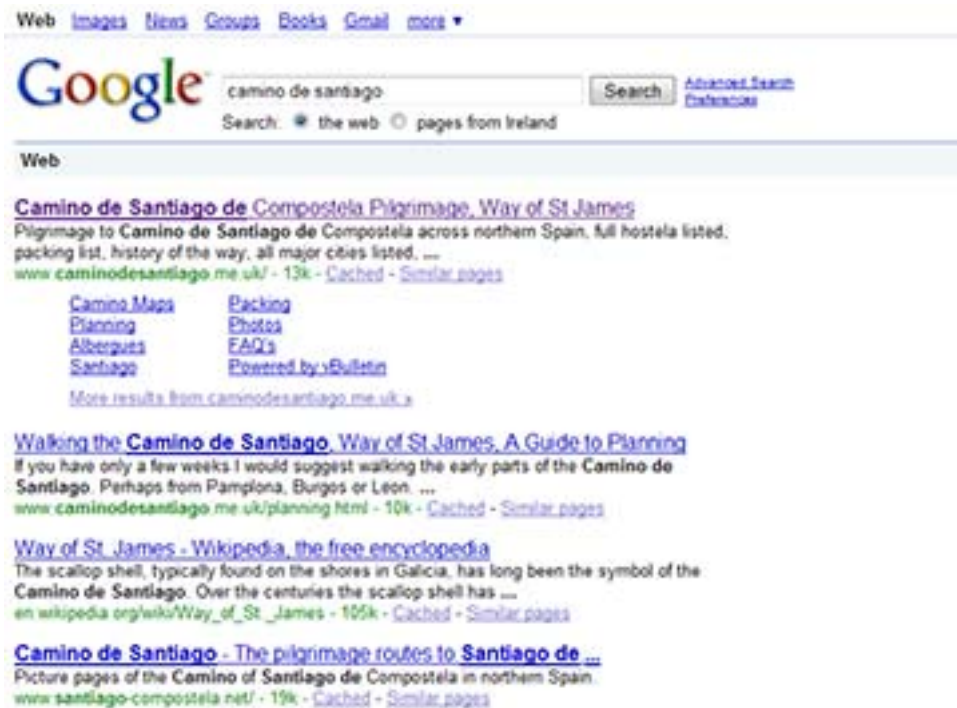 Web Images News Groups Books Gmail more ▼
Google camino de santiago Search Advanced Search
Preferences
Search: the web pages from Ireland
Web
Camino de Santiago de Compostela Pilgrimage, Way of St James
Pilgrimage to Camino de Santiago de Compostela across northern Spain, full hostela listed,
packing list, history of the way, all major cities listed, ...
www.caminodesantiago.me.uk/ - 13k - Cached - Similar pages
Camino Maps Packing
Planning Photos
Albergues FAQ's
Santiago Powered by vBulletin
More results from caminodesantiago.me.uk »
Walking the Camino de Santiago, Way of St James, A Guide to Planning
If you have only a few weeks I would suggest walking the early parts of the Camino de
Santiago. Perhaps from Pamplona, Burgos or Leon. ...
www.caminodesantiago.me.uk/planning.html - 10k - Cached - Similar pages
Way of St. James - Wikipedia, the free encyclopedia
The scallop shell, typically found on the shores in Galicia, has long been the symbol of the
Camino de Santiago. Over the centuries the scallop shell has ...
en.wikipedia.org/wiki/Way_of_St._James - 105k - Cached - Similar pages
Camino de Santiago - The pilgrimage routes to Santiago de ...
Picture pages of the Camino of Santiago de Compostela in northern Spain.
www.santiago-compostela.net/ - 19k - Cached - Similar pages